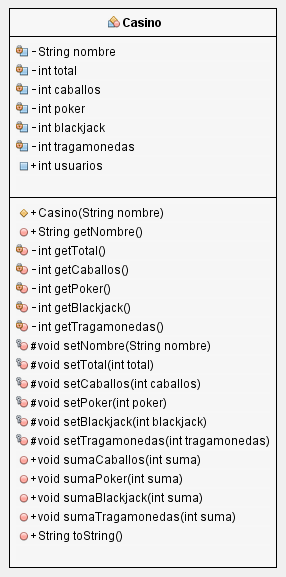 Casino
-String nombre
-int total
-int caballos
-int poker
-int blackjack
-int tragamonedas
+int usuarios
+Casino(String nombre)
+String getNombre()
-int getTotal()
-int getCaballos()
-int getPoker()
-int getBlackjack()
-int getTragamonedas()
#void setNombre(String nombre)
#void setTotal(int total)
#void setCaballos(int caballos)
#void setPoker(int poker)
#void setBlackjack(int blackjack)
#void setTragamonedas(int tragamonedas)
+void sumaCaballos(int suma)
+void sumaPoker(int suma)
+void sumaBlackjack(int suma)
+void sumaTragamonedas(int suma)
+String toString()